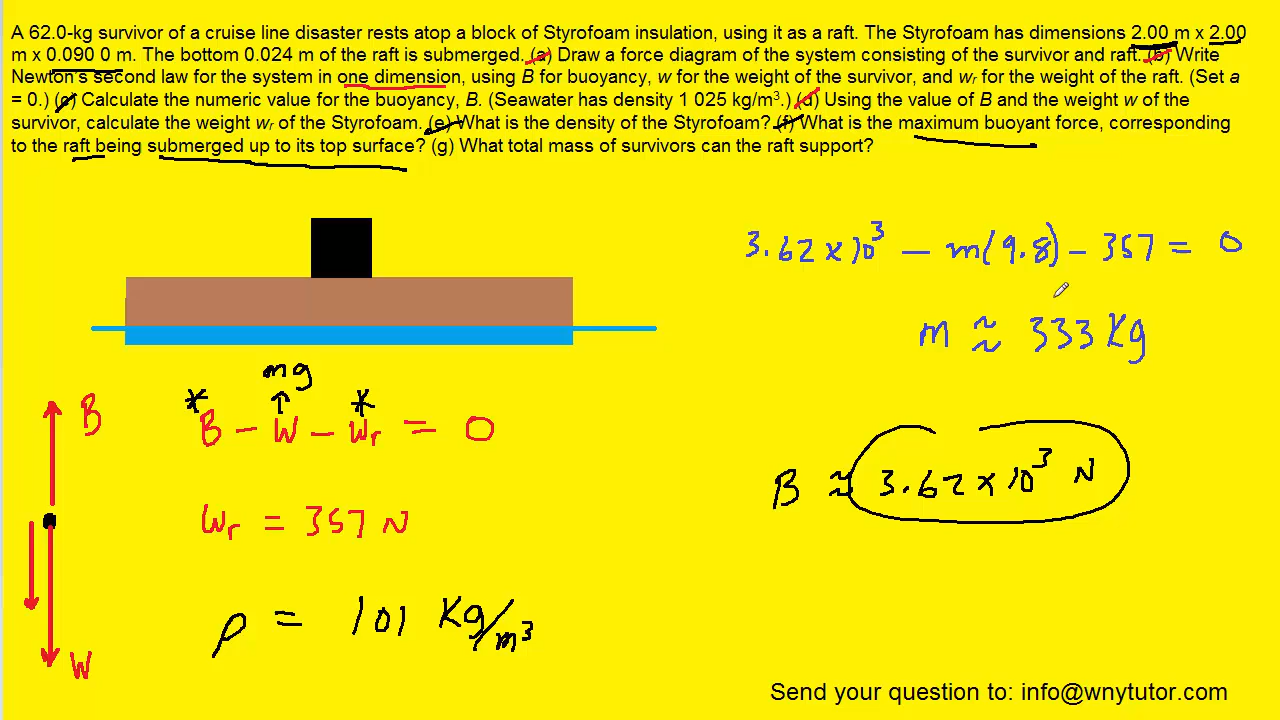 A 62.0-kg survivor of a cruise line disaster rests atop a block of Styrofoam insulation, using it as a raft. The Styrofoam has dimensions 2.00 m x 2.00
m x 0.090 0 m. The bottom 0.024 m of the raft is submerged. (a) Draw a force diagram of the system consisting of the survivor and raft. (b) Write
Newton's second law for the system in one dimension, using B for buoyancy, w for the weight of the survivor, and wr for the weight of the raft. (Set a
= 0.) (c) Calculate the numeric value for the buoyancy, B. (Seawater has density 1 025 kg/m³.) (d) Using the value of B and the weight w of the
survivor, calculate the weight wr of the Styrofoam. (e) What is the density of the Styrofoam? (f) What is the maximum buoyant force, corresponding
to the raft being submerged up to its top surface? (g) What total mass of survivors can the raft support?
3.62 x 10³ – m(9.8) – 357 = 0
m ≈ 333 Kg
mg
* ↑ *
B – W – Wr = 0
B
B ≈ 3.62 x 10³ N
Wr = 357 N
ρ = 101 Kg/m³
W
Send your question to: info@wnytutor.com